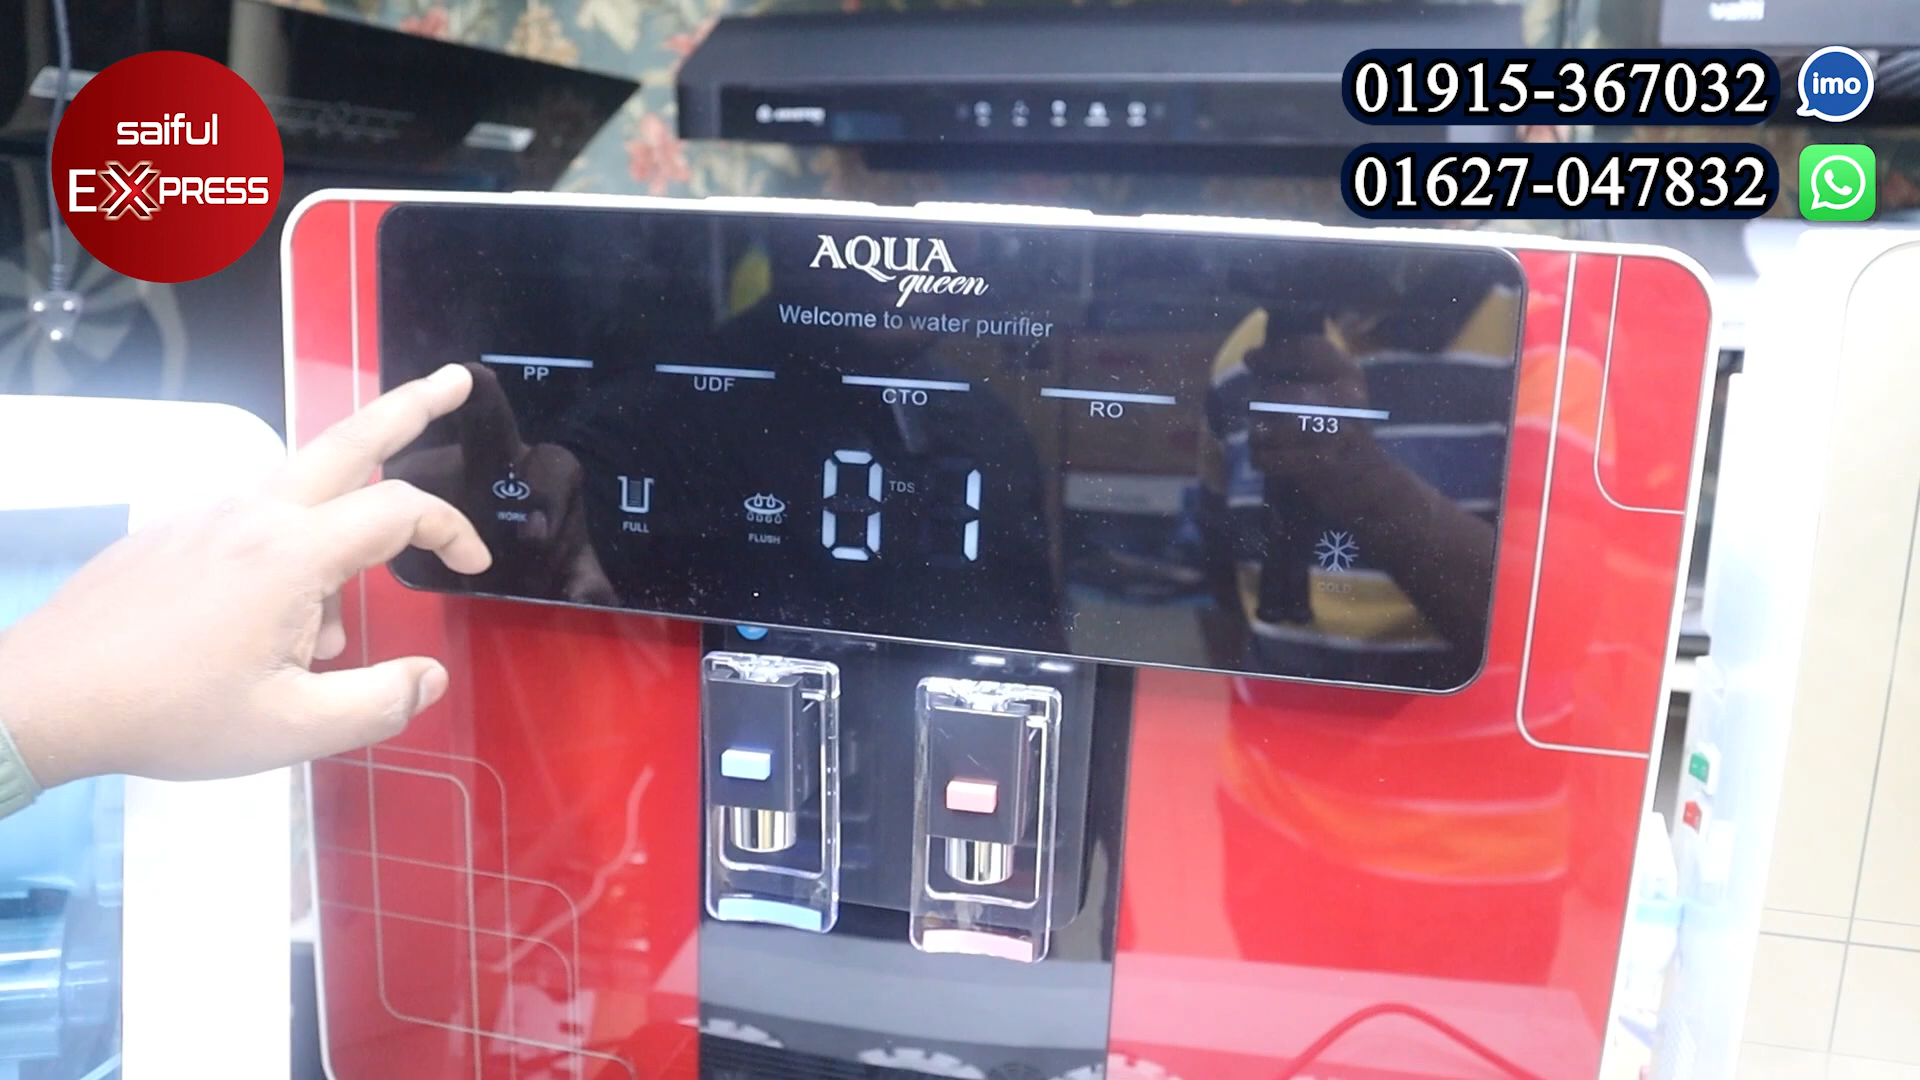 saiful
EXPRESS
01915-367032
imo
01627-047832
AQUA
queen
Welcome to water purifier
PP
UDF
CTO
RO
T33
WORK
FULL
FLUSH
01
TDS
COLD